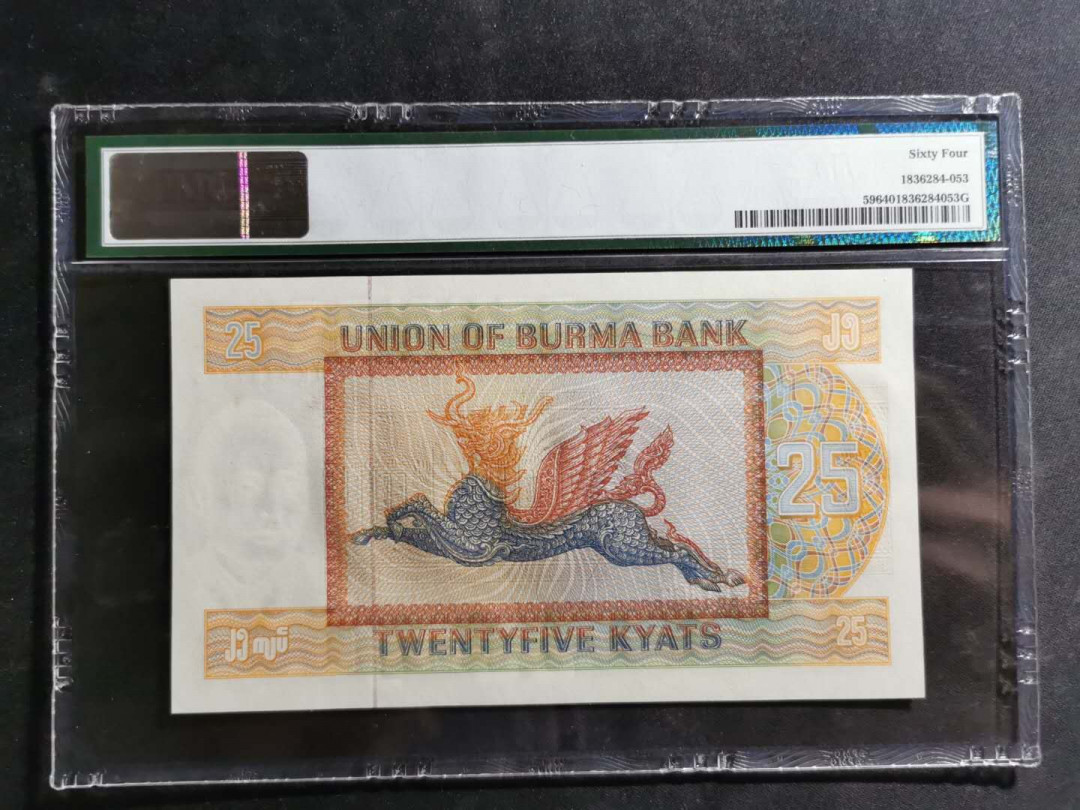 Sixty Four
1836284-053
596401836284053G
25
UNION OF BURMA BANK
၂၅
25
၂၅ ကျပ်
TWENTYFIVE KYATS
25